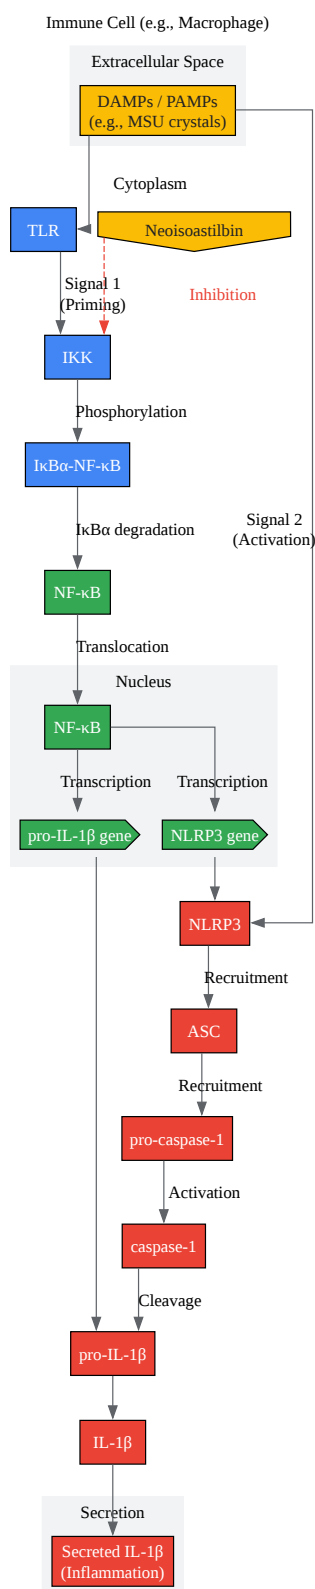 Immune Cell (e.g., Macrophage)
Extracellular Space
DAMPs / PAMPs
(e.g., MSU crystals)
Cytoplasm
TLR
Neoisoastilbin
Signal 1
(Priming)
Inhibition
IKK
Phosphorylation
IκBα-NF-κB
Signal 2
(Activation)
IκBα degradation
NF-κB
Translocation
Nucleus
NF-κB
Transcription
Transcription
pro-IL-1β gene
NLRP3 gene
NLRP3
Recruitment
ASC
Recruitment
pro-caspase-1
Activation
caspase-1
Cleavage
pro-IL-1β
IL-1β
Secretion
Secreted IL-1β
(Inflammation)